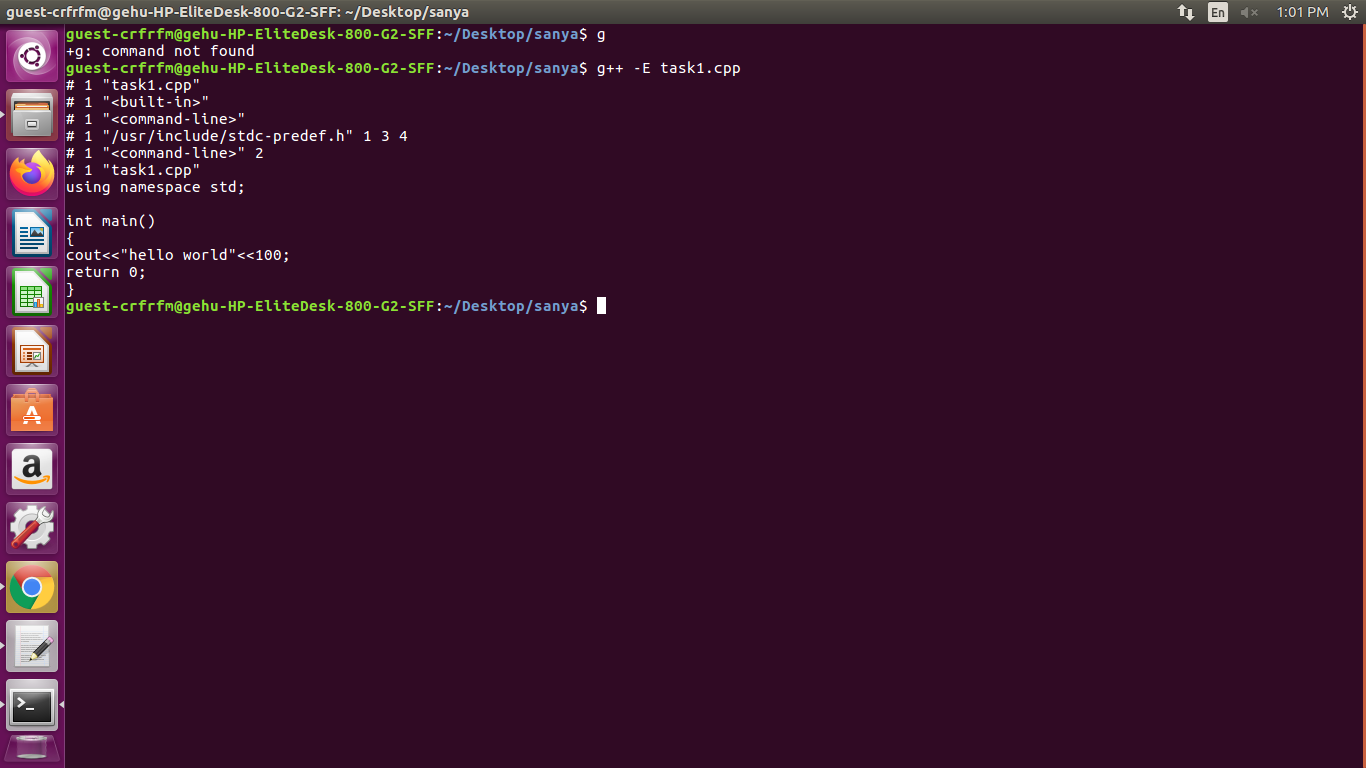 guest-crfrfm@gehu-HP-EliteDesk-800-G2-SFF: ~/Desktop/sanya
En
1:01 PM
guest-crfrfm@gehu-HP-EliteDesk-800-G2-SFF:~/Desktop/sanya$ g
+g: command not found
guest-crfrfm@gehu-HP-EliteDesk-800-G2-SFF:~/Desktop/sanya$ g++ -E task1.cpp
# 1 "task1.cpp"
# 1 "<built-in>"
# 1 "<command-line>"
# 1 "/usr/include/stdc-predef.h" 1 3 4
# 1 "<command-line>" 2
# 1 "task1.cpp"
using namespace std;
int main()
{
cout<<"hello world"<<100;
return 0;
}
guest-crfrfm@gehu-HP-EliteDesk-800-G2-SFF:~/Desktop/sanya$